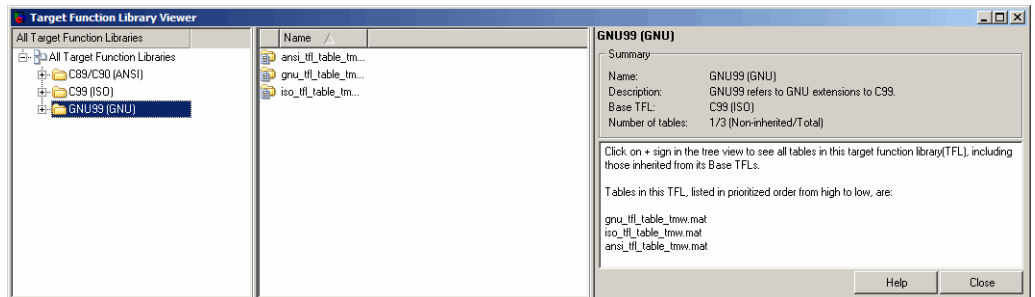 Target Function Library Viewer
All Target Function Libraries
All Target Function Libraries
C89/C90 (ANSI)
C99 (ISO)
GNU99 (GNU)
Name
ansi_tfl_table_tm...
gnu_tfl_table_tm...
iso_tfl_table_tm...
GNU99 (GNU)
Summary
Name: GNU99 (GNU)
Description: GNU99 refers to GNU extensions to C99.
Base TFL: C99 (ISO)
Number of tables: 1/3 (Non-inherited/Total)
Click on + sign in the tree view to see all tables in this target function library(TFL), including
those inherited from its Base TFLs.
Tables in this TFL, listed in prioritized order from high to low, are:
gnu_tfl_table_tmw.mat
iso_tfl_table_tmw.mat
ansi_tfl_table_tmw.mat
Help Close